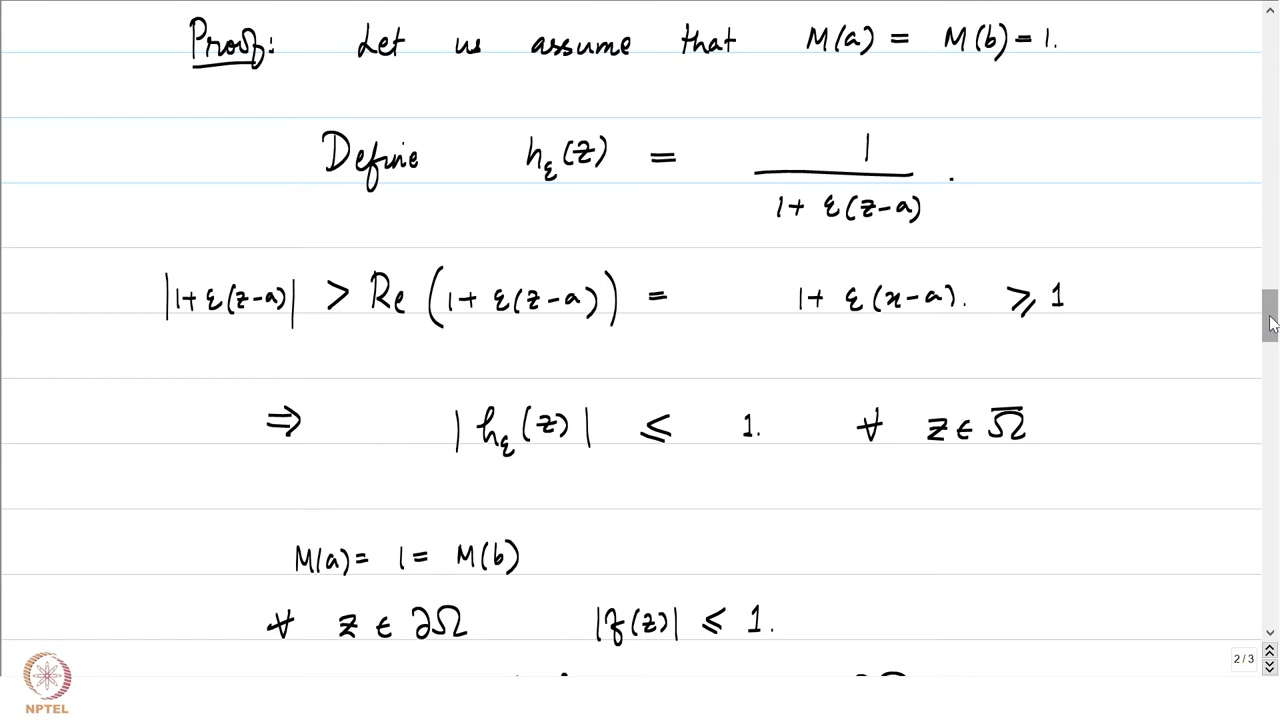 Proof: Let us assume that M(a) = M(b) = 1.
Define h_ε(z) = 1 / (1 + ε(z-a)) .
|1+ ε(z-a)| > Re (1+ ε(z-a)) = 1+ ε(x-a). ⩾ 1
⇒ |h_ε(z)| ≤ 1. ∀ z ∈ Ω̅
M(a) = 1 = M(b)
∀ z ∈ ∂Ω |f(z)| ≤ 1.
2 / 3
NPTEL